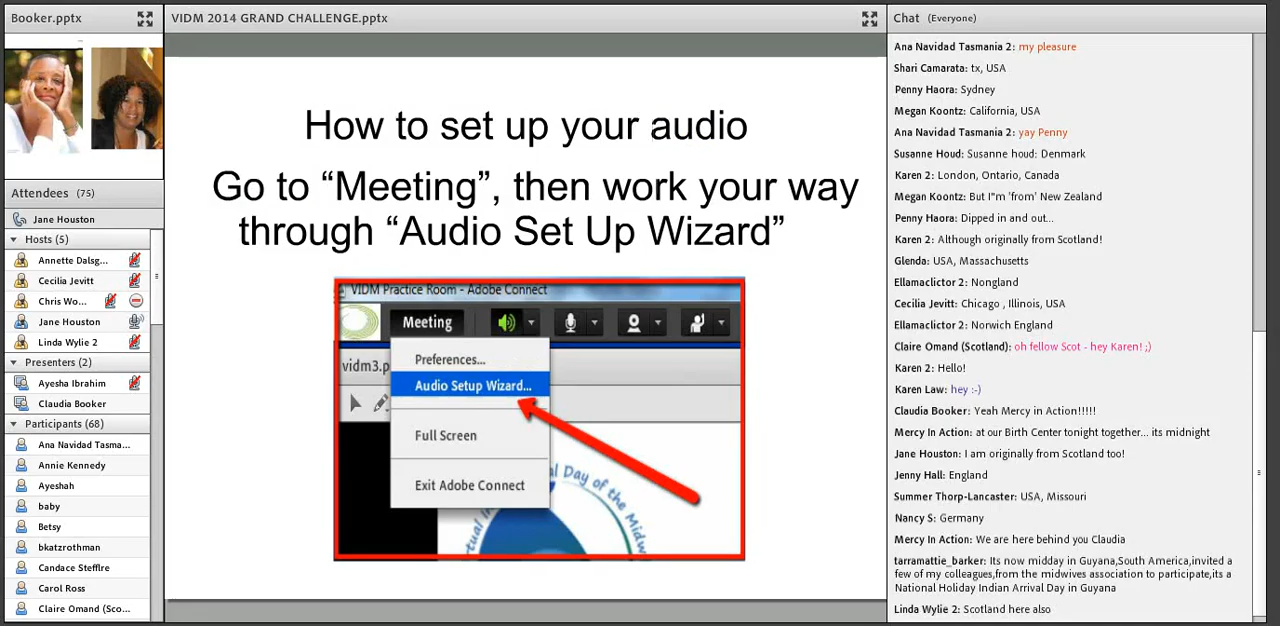 Booker.pptx
Attendees (75)
Jane Houston
Hosts (5)
Annette Dalsg...
Cecilia Jevitt
Chris Wo...
Jane Houston
Linda Wylie 2
Presenters (2)
Ayesha Ibrahim
Claudia Booker
Participants (68)
Ana Navidad Tasma...
Annie Kennedy
Ayeshah
baby
Betsy
bkatzrothman
Candace Stefflre
Carol Ross
Claire Omand (Sco...
VIDM 2014 GRAND CHALLENGE.pptx
How to set up your audio
Go to “Meeting”, then work your way
through “Audio Set Up Wizard”
VIDM Practice Room - Adobe Connect
Meeting
vidm3.p
Preferences...
Audio Setup Wizard...
Full Screen
Exit Adobe Connect
Day of the Midw
Chat (Everyone)
Ana Navidad Tasmania 2: my pleasure
Shari Camarata: tx, USA
Penny Haora: Sydney
Megan Koontz: California, USA
Ana Navidad Tasmania 2: yay Penny
Susanne Houd: Susanne houd: Denmark
Karen 2: London, Ontario, Canada
Megan Koontz: But I"m 'from' New Zealand
Penny Haora: Dipped in and out...
Karen 2: Although originally from Scotland!
Glenda: USA, Massachusetts
Ellamaclictor 2: Nongland
Cecilia Jevitt: Chicago , Illinois, USA
Ellamaclictor 2: Norwich England
Claire Omand (Scotland): oh fellow Scot - hey Karen! ;)
Karen 2: Hello!
Karen Law: hey :-)
Claudia Booker: Yeah Mercy in Action!!!!!
Mercy In Action: at our Birth Center tonight together... its midnight
Jane Houston: I am originally from Scotland too!
Jenny Hall: England
Summer Thorp-Lancaster: USA, Missouri
Nancy S: Germany
Mercy In Action: We are here behind you Claudia
tarramattie_barker: Its now midday in Guyana,South America,invited a
few of my colleagues,from the midwives association to participate,its a
National Holiday Indian Arrival Day in Guyana
Linda Wylie 2: Scotland here also